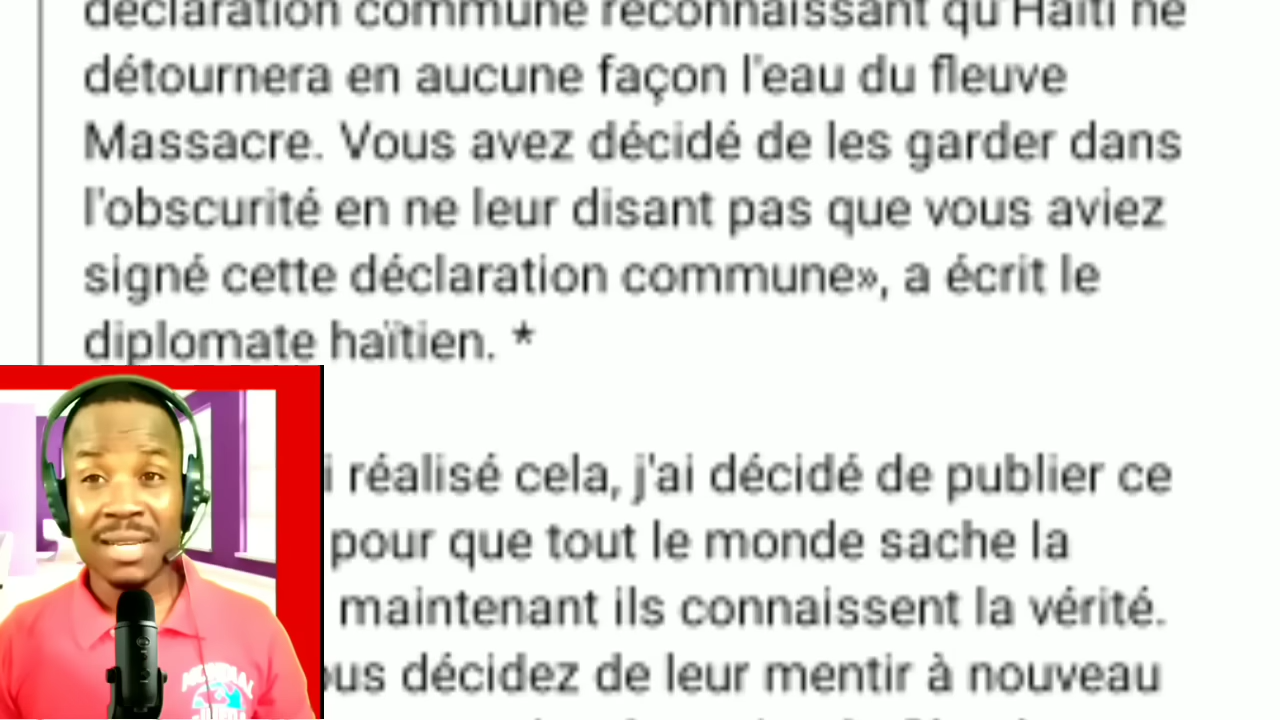 déclaration commune reconnaissant qu'Haïti ne
détournera en aucune façon l'eau du fleuve
Massacre. Vous avez décidé de les garder dans
l'obscurité en ne leur disant pas que vous aviez
signé cette déclaration commune», a écrit le
diplomate haïtien. *
i réalisé cela, j'ai décidé de publier ce
pour que tout le monde sache la
maintenant ils connaissent la vérité.
ous décidez de leur mentir à nouveau